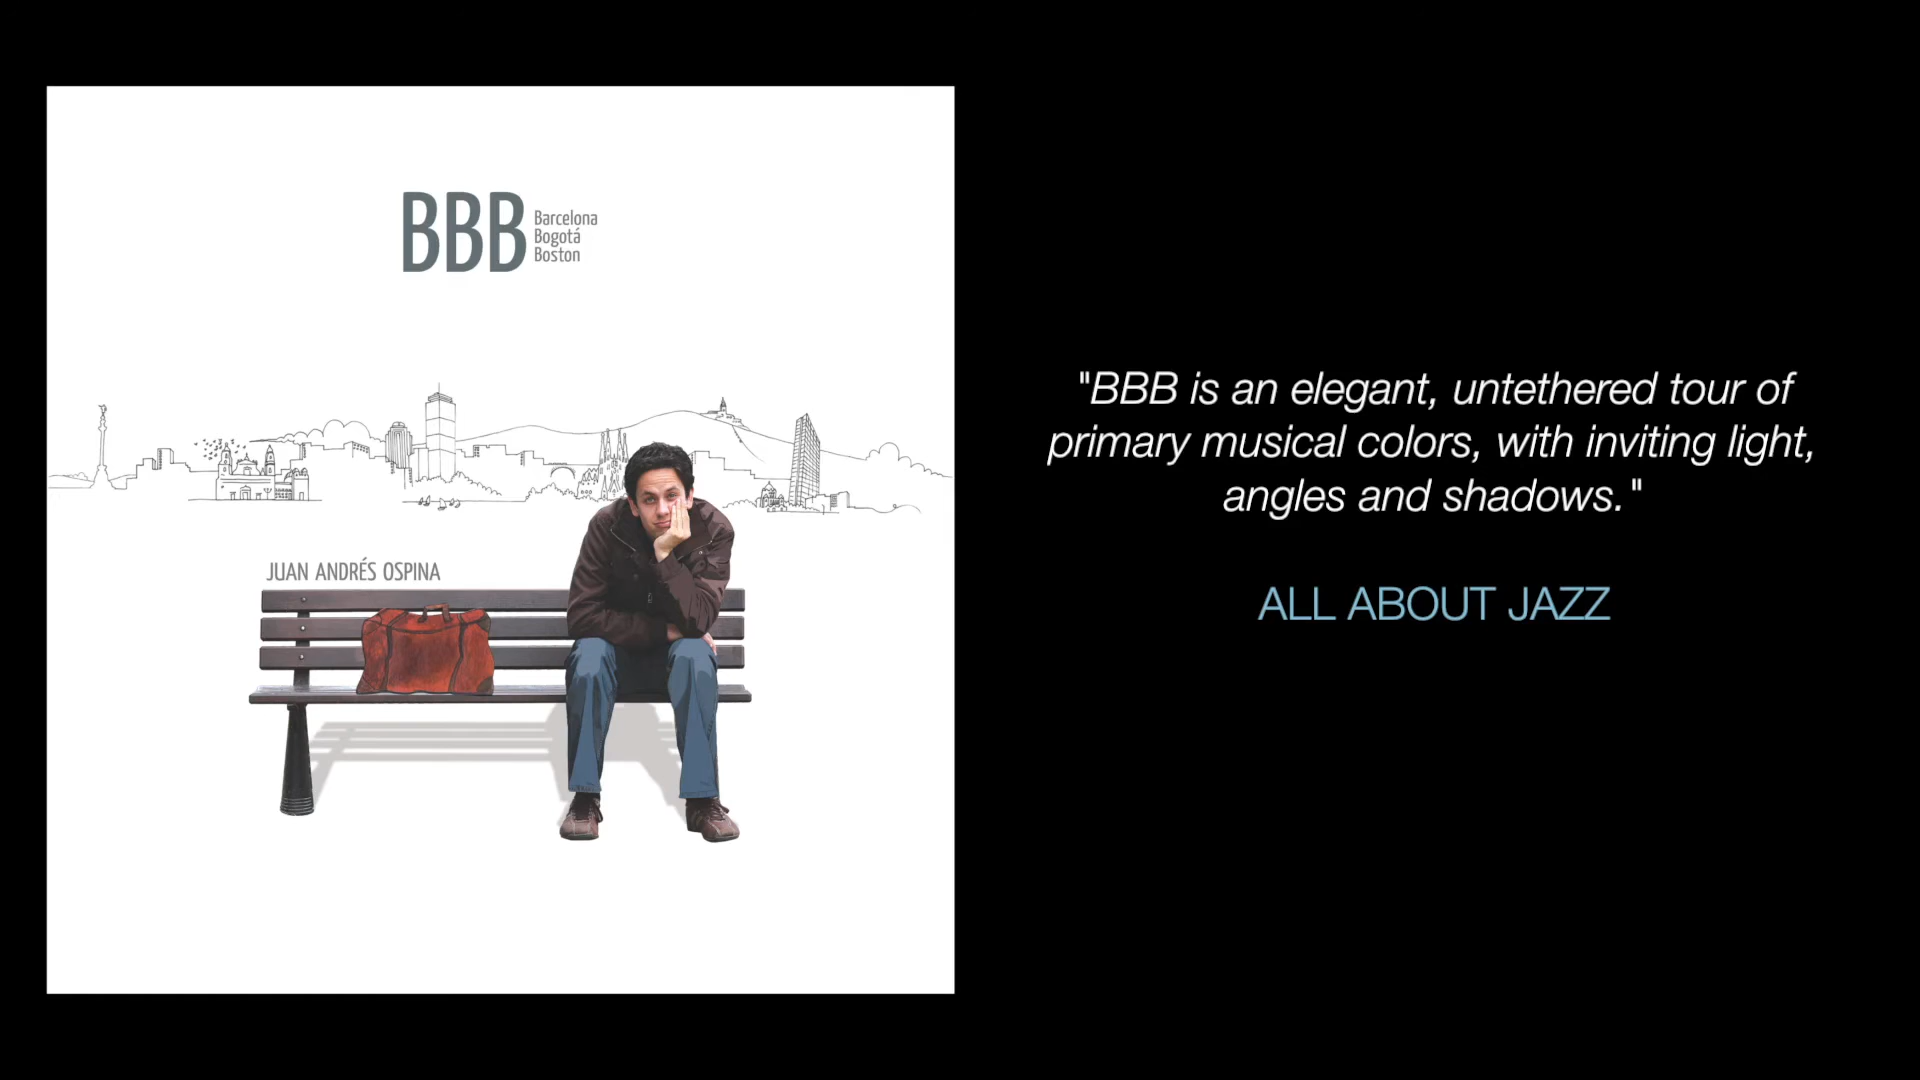 BBB
Barcelona
Bogotá
Boston
JUAN ANDRÉS OSPINA
"BBB is an elegant, untethered tour of
primary musical colors, with inviting light,
angles and shadows."
ALL ABOUT JAZZ